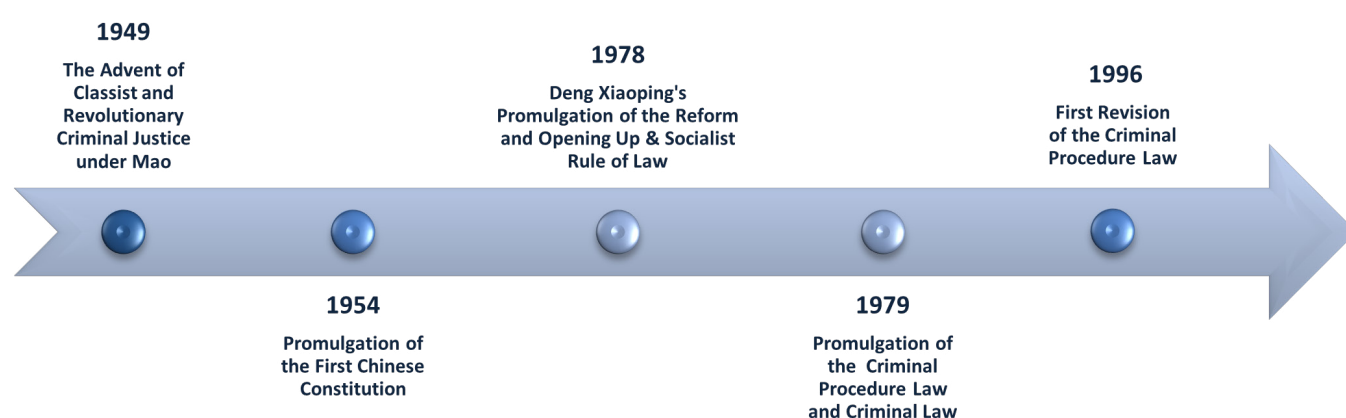 1949
The Advent of
Classist and
Revolutionary
Criminal Justice
under Mao
1954
Promulgation of
the First Chinese
Constitution
1978
Deng Xiaoping's
Promulgation of the Reform
and Opening Up & Socialist
Rule of Law
1979
Promulgation of
the Criminal
Procedure Law
and Criminal Law
1996
First Revision
of the Criminal
Procedure Law